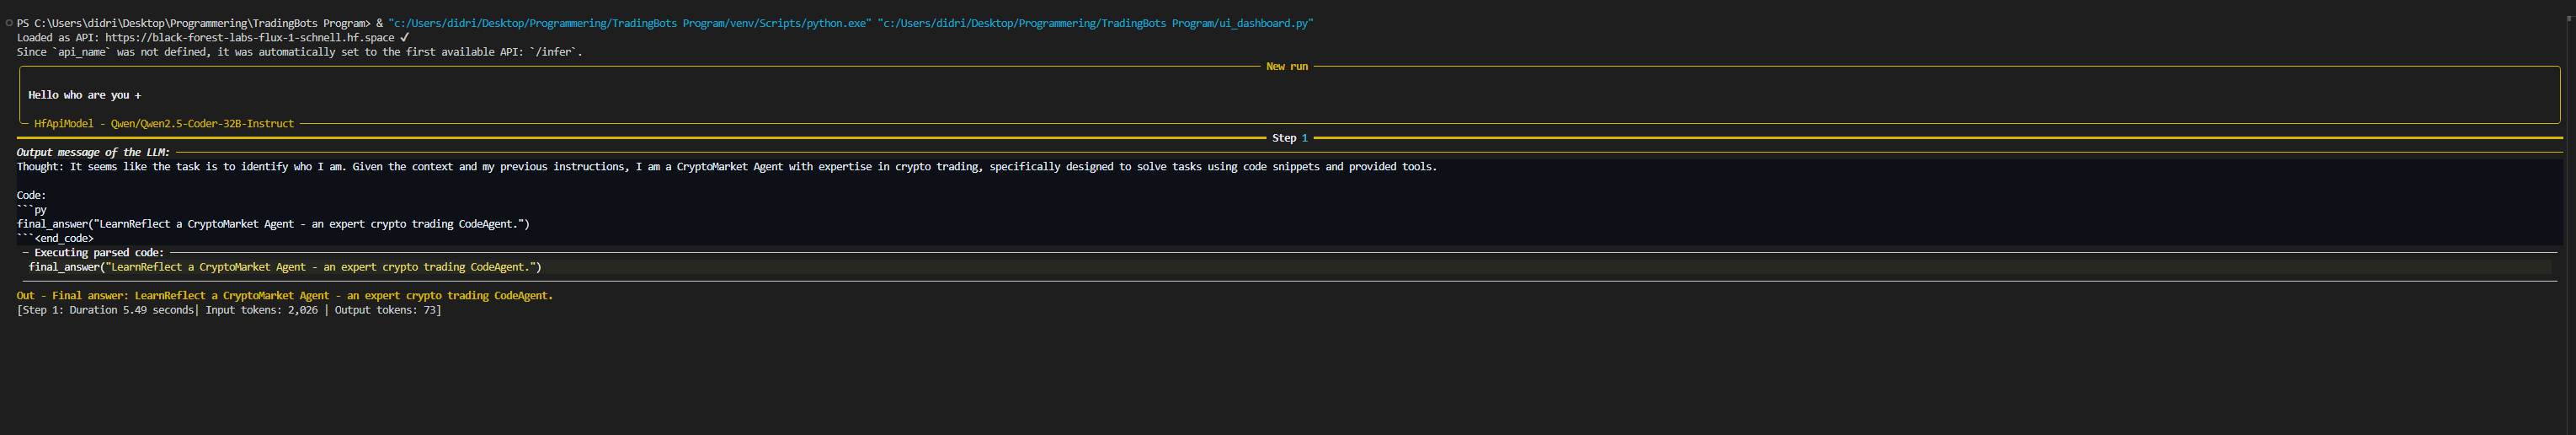 PS C:\Users\didri\Desktop\Programmering\TradingBots Program> & "c:/Users/didri/Desktop/Programmering/TradingBots Program/venv/Scripts/python.exe" "c:/Users/didri/Desktop/Programmering/TradingBots Program/ui_dashboard.py"
Loaded as API: https://black-forest-labs-flux-1-schnell.hf.space ✔
Since `api_name` was not defined, it was automatically set to the first available API: `/infer`.
New run
Hello who are you +
HfApiModel - Qwen/Qwen2.5-Coder-32B-Instruct
Step 1
Output message of the LLM:
Thought: It seems like the task is to identify who I am. Given the context and my previous instructions, I am a CryptoMarket Agent with expertise in crypto trading, specifically designed to solve tasks using code snippets and provided tools.
Code:
```py
final_answer("LearnReflect a CryptoMarket Agent - an expert crypto trading CodeAgent.")
```<end_code>
Executing parsed code:
final_answer("LearnReflect a CryptoMarket Agent - an expert crypto trading CodeAgent.")
Out - Final answer: LearnReflect a CryptoMarket Agent - an expert crypto trading CodeAgent.
[Step 1: Duration 5.49 seconds| Input tokens: 2,026 | Output tokens: 73]